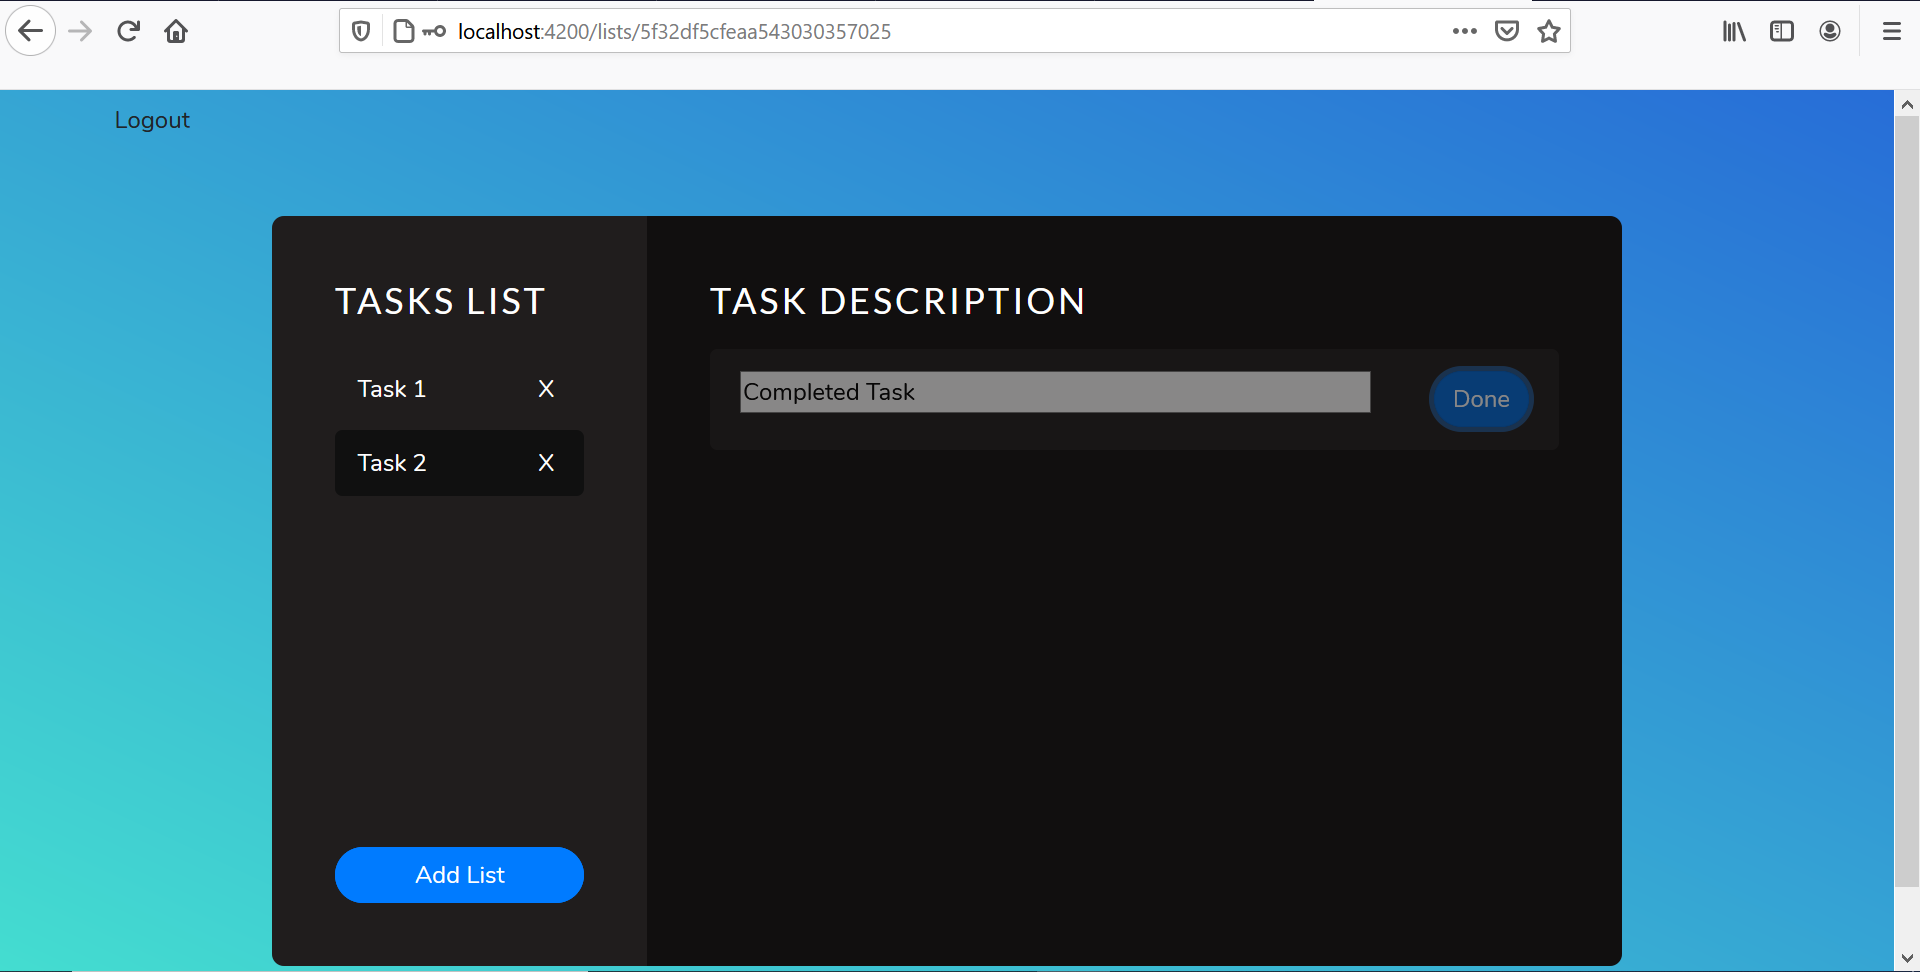 localhost:4200/lists/5f32df5cfeaa543030357025
Logout
TASKS LIST
Task 1 X
Task 2 X
Add List
TASK DESCRIPTION
Completed Task
Done